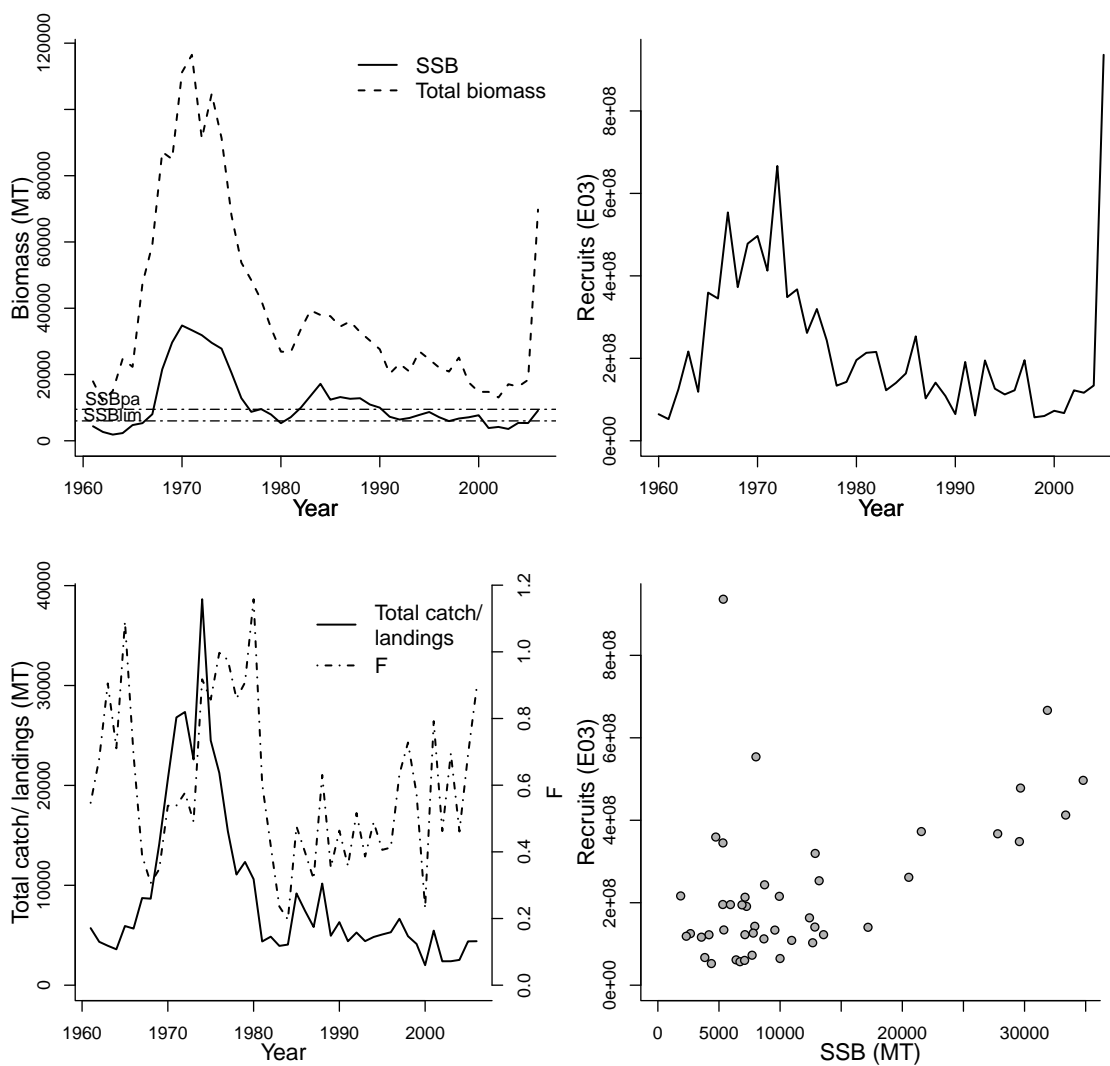 SSB
Total biomass
Biomass (MT)
0
20000
40000
60000
80000
120000
SSBpa
SSBlim
1960
1970
1980
1990
2000
Year
Recruits (E03)
0e+00
2e+08
4e+08
6e+08
8e+08
1960
1970
1980
1990
2000
Year
Total catch/
landings
F
Total catch/ landings (MT)
0
10000
20000
30000
40000
0.0
0.2
0.4
0.6
0.8
1.0
1.2
F
1960
1970
1980
1990
2000
Year
Recruits (E03)
0e+00
2e+08
4e+08
6e+08
8e+08
0
5000
10000
20000
30000
SSB (MT)